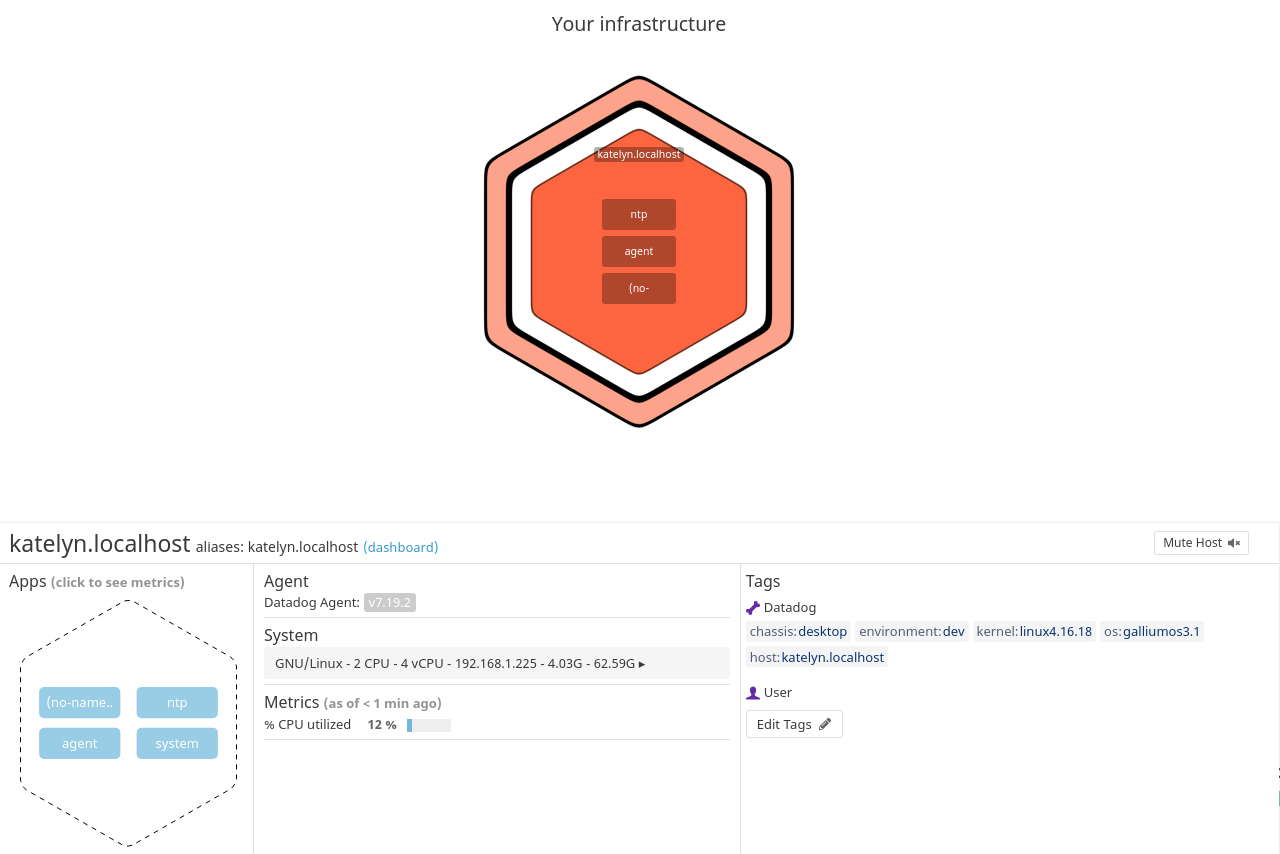 Your infrastructure
katelyn.localhost
ntp
agent
(no-
katelyn.localhost aliases: katelyn.localhost (dashboard)
Mute Host
Apps (click to see metrics)
(no-name..
ntp
agent
system
Agent
Datadog Agent: v7.19.2
System
GNU/Linux - 2 CPU - 4 vCPU - 192.168.1.225 - 4.03G - 62.59G ▸
Metrics (as of < 1 min ago)
% CPU utilized 12 %
Tags
Datadog
chassis:desktop environment:dev kernel:linux4.16.18 os:galliumos3.1
host:katelyn.localhost
User
Edit Tags